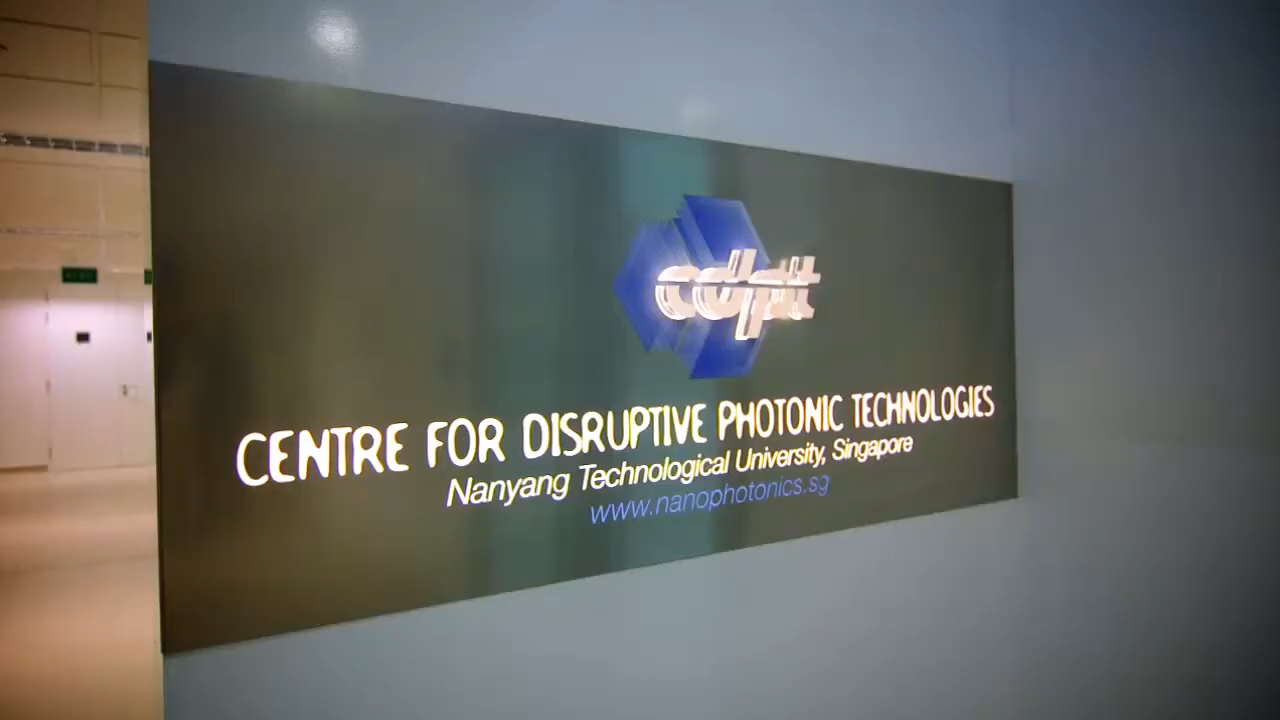 cdpt
CENTRE FOR DISRUPTIVE PHOTONIC TECHNOLOGIES
Nanyang Technological University, Singapore
www.nanophotonics.sg